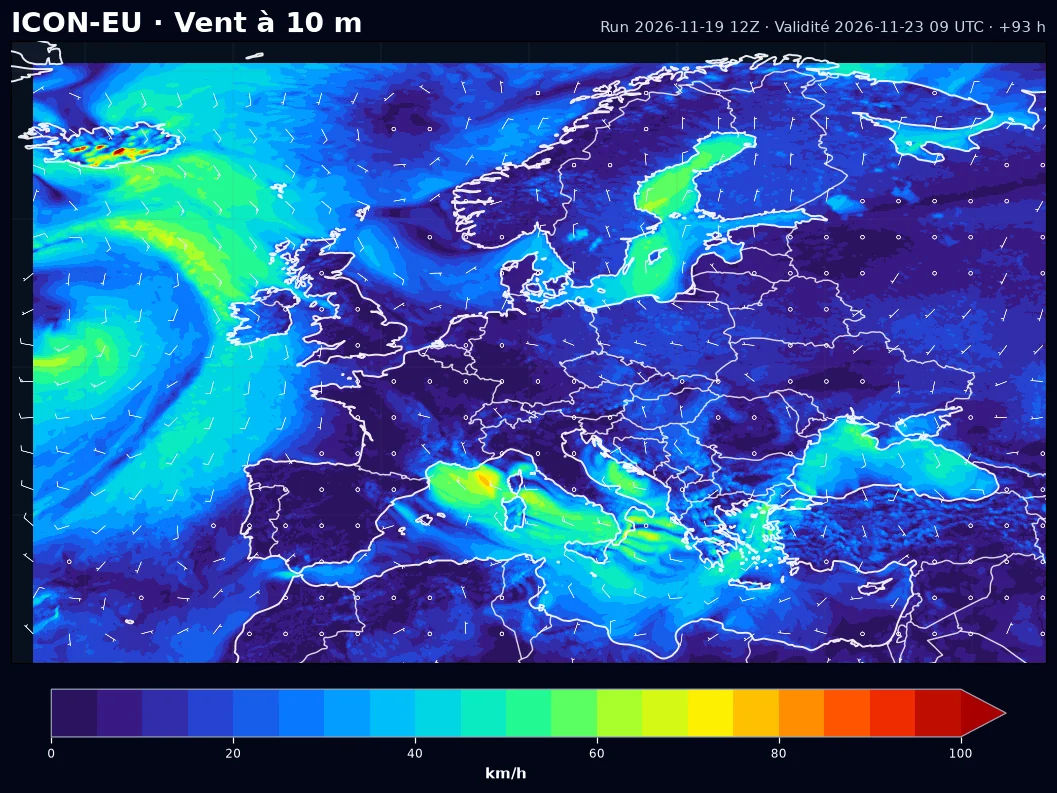 ICON-EU · Vent à 10 m
Run 2026-11-19 12Z · Validité 2026-11-23 09 UTC · +93 h
0 20 40 60 80 100
km/h